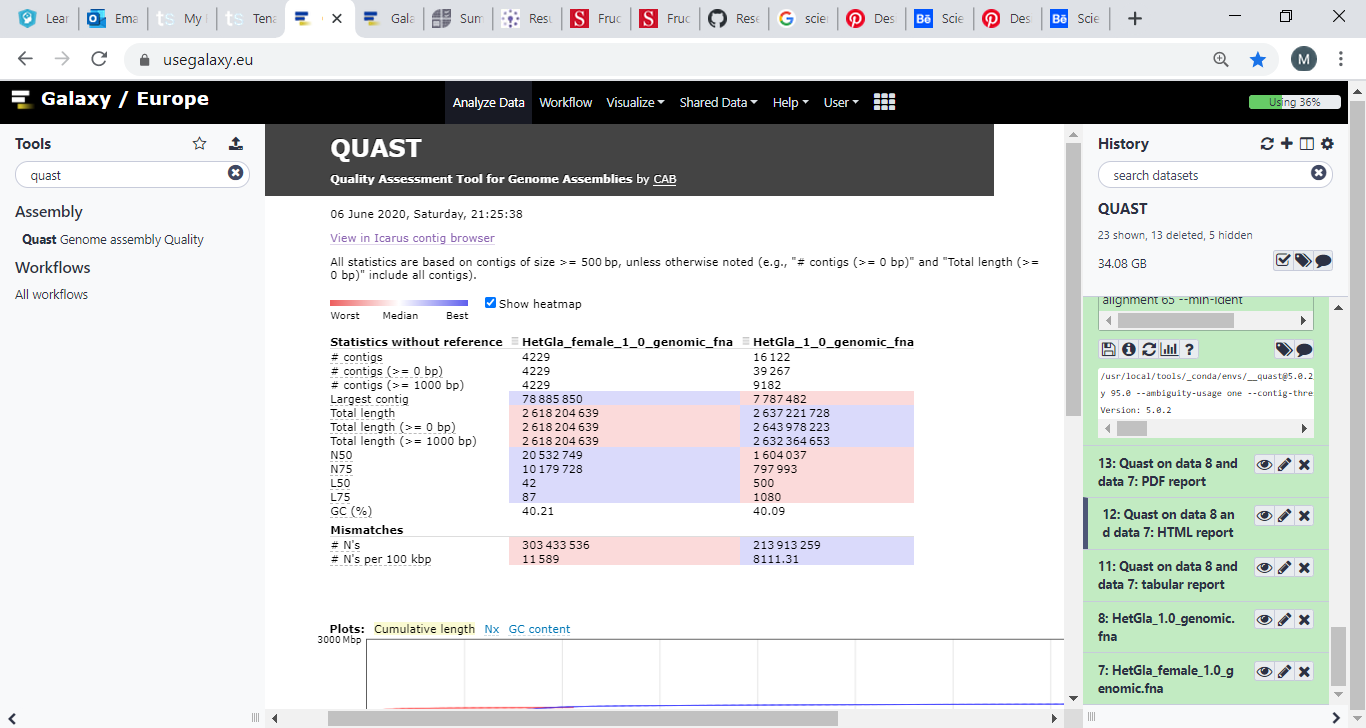 Lear
Ema
My
Tena
Gala
Sum
Resu
Fruc
Fruc
Rese
scier
Des
Scie
Des
Scie
usegalaxy.eu
M
Galaxy / Europe
Analyze Data Workflow Visualize Shared Data Help User
Using 36%
Tools
quast
Assembly
Quast Genome assembly Quality
Workflows
All workflows
QUAST
Quality Assessment Tool for Genome Assemblies by CAB
06 June 2020, Saturday, 21:25:38
View in Icarus contig browser
All statistics are based on contigs of size >= 500 bp, unless otherwise noted (e.g., "# contigs (>= 0 bp)" and "Total length (>=
0 bp)" include all contigs).
Worst Median Best Show heatmap
Statistics without reference HetGla_female_1_0_genomic_fna HetGla_1_0_genomic_fna
# contigs 4229 16 122
# contigs (>= 0 bp) 4229 39 267
# contigs (>= 1000 bp) 4229 9182
Largest contig 78 885 850 7 787 482
Total length 2 618 204 639 2 637 221 728
Total length (>= 0 bp) 2 618 204 639 2 643 978 223
Total length (>= 1000 bp) 2 618 204 639 2 632 364 653
N50 20 532 749 1 604 037
N75 10 179 728 797 993
L50 42 500
L75 87 1080
GC (%) 40.21 40.09
Mismatches
# N's 303 433 536 213 913 259
# N's per 100 kbp 11 589 8111.31
Plots: Cumulative length Nx GC content
3000 Mbp
History
search datasets
QUAST
23 shown, 13 deleted, 5 hidden
34.08 GB
alignment 65 --min-ident
/usr/local/tools/_conda/envs/__quast@5.0.2
y 95.0 --ambiguity-usage one --contig-thre
Version: 5.0.2
13: Quast on data 8 and
data 7: PDF report
12: Quast on data 8 an
d data 7: HTML report
11: Quast on data 8 and
data 7: tabular report
8: HetGla_1.0_genomic.
fna
7: HetGla_female_1.0_g
enomic.fna